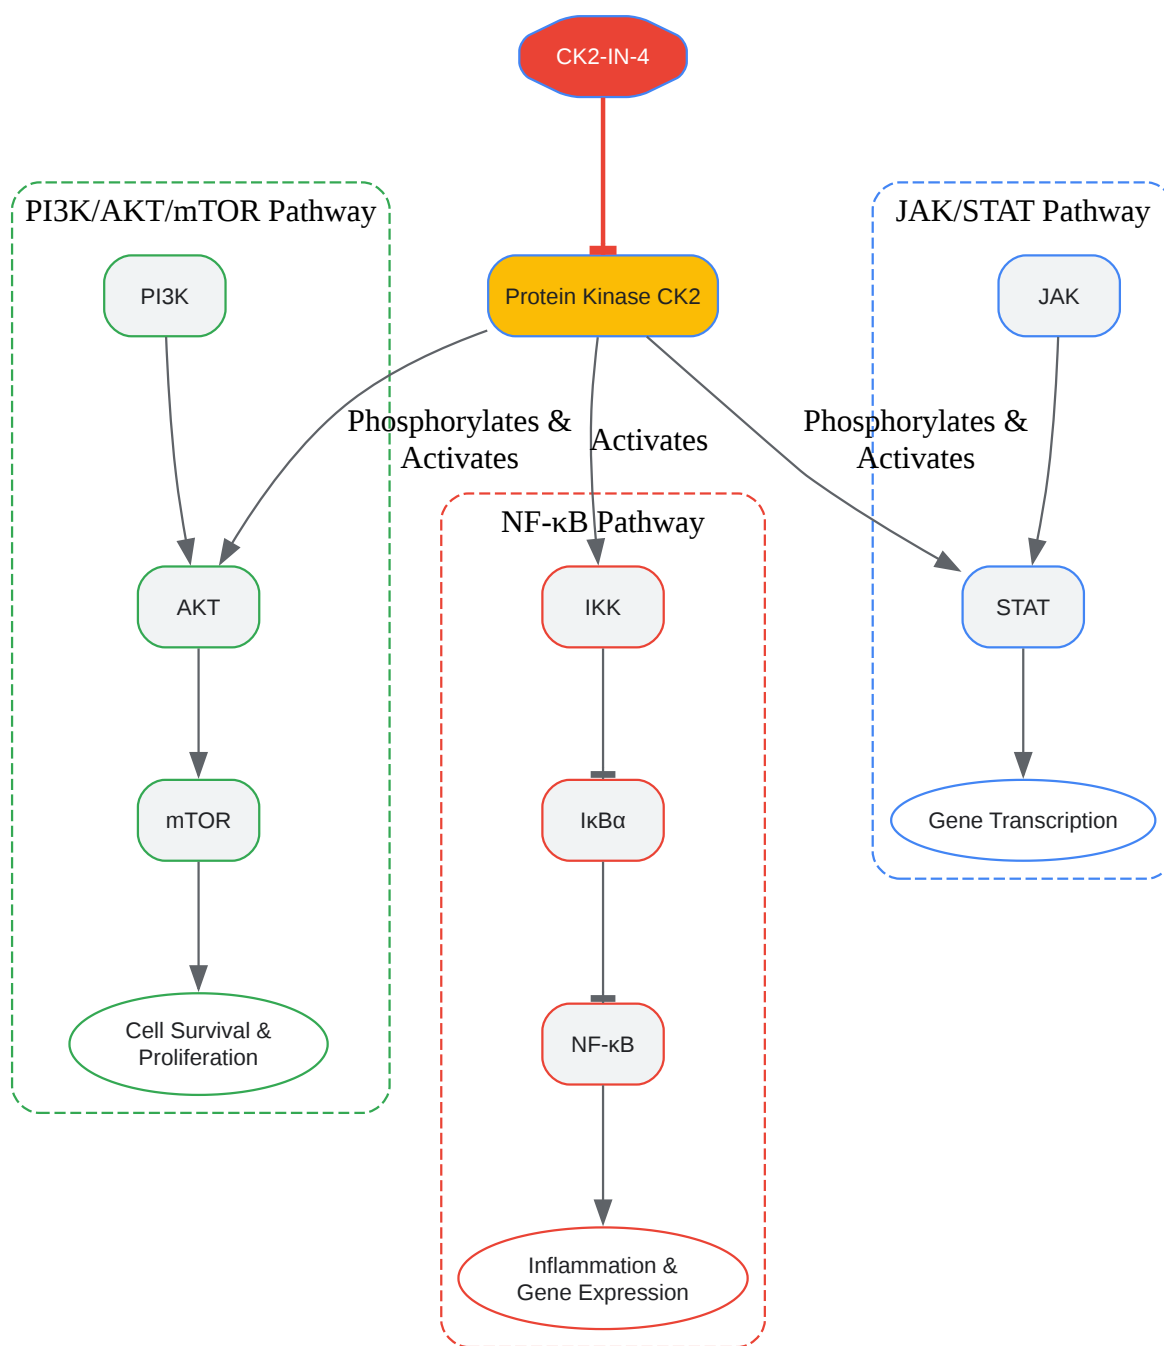 CK2-IN-4
PI3K/AKT/mTOR Pathway
JAK/STAT Pathway
PI3K
Protein Kinase CK2
JAK
Phosphorylates &
Activates
Activates
Phosphorylates &
Activates
NF-κB Pathway
AKT
IKK
STAT
mTOR
IκBα
Gene Transcription
Cell Survival &
Proliferation
NF-κB
Inflammation &
Gene Expression